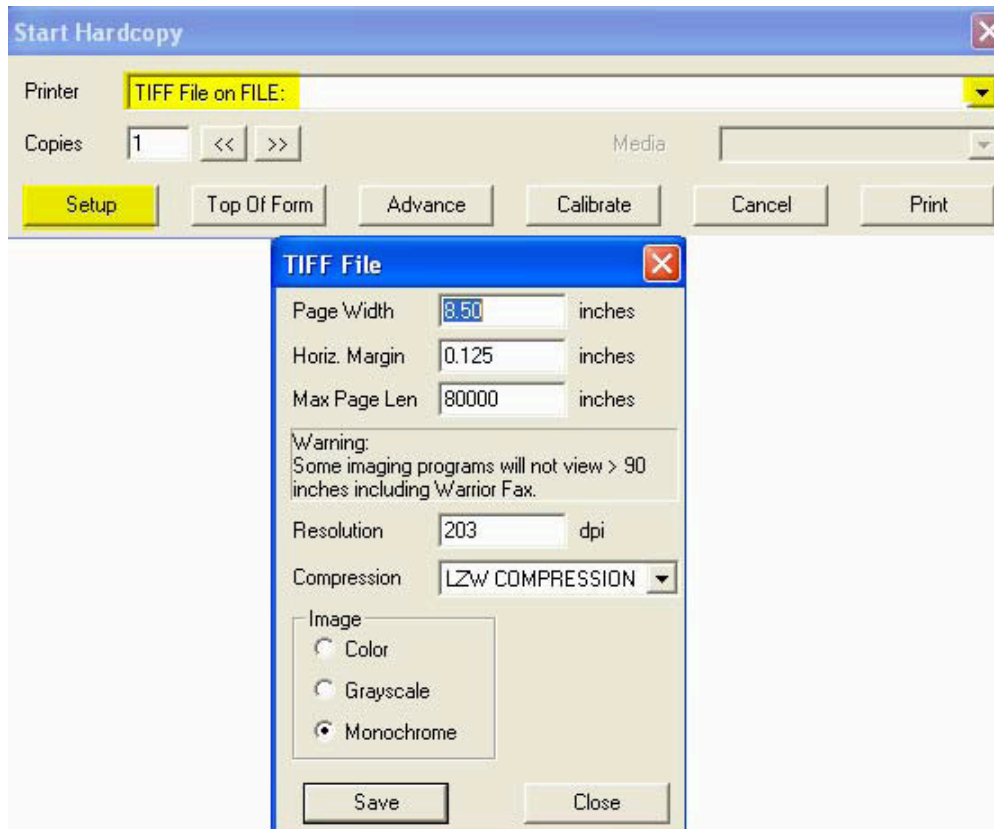 Start Hardcopy
Printer TIFF File on FILE:
Copies 1 << >> Media
Setup Top Of Form Advance Calibrate Cancel Print
TIFF File
Page Width 8.50 inches
Horiz. Margin 0.125 inches
Max Page Len 80000 inches
Warning:
Some imaging programs will not view > 90
inches including Warrior Fax.
Resolution 203 dpi
Compression LZW COMPRESSION
Image
Color
Grayscale
Monochrome
Save Close